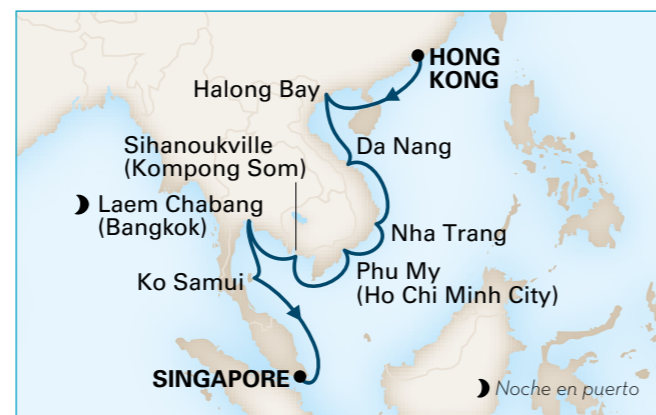 HONG
KONG
Halong Bay
Sihanoukville
(Kompong Som)
Da Nang
Laem Chabang
(Bangkok)
Nha Trang
Ko Samui
Phu My
(Ho Chi Minh City)
SINGAPORE
Noche en puerto